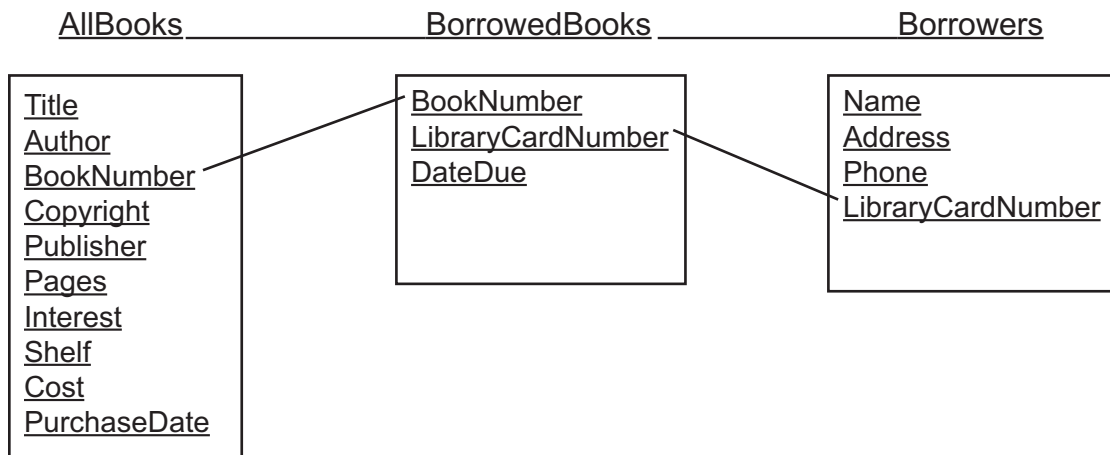 AllBooks BorrowedBooks Borrowers
Title
Author
BookNumber
Copyright
Publisher
Pages
Interest
Shelf
Cost
PurchaseDate
BookNumber
LibraryCardNumber
DateDue
Name
Address
Phone
LibraryCardNumber